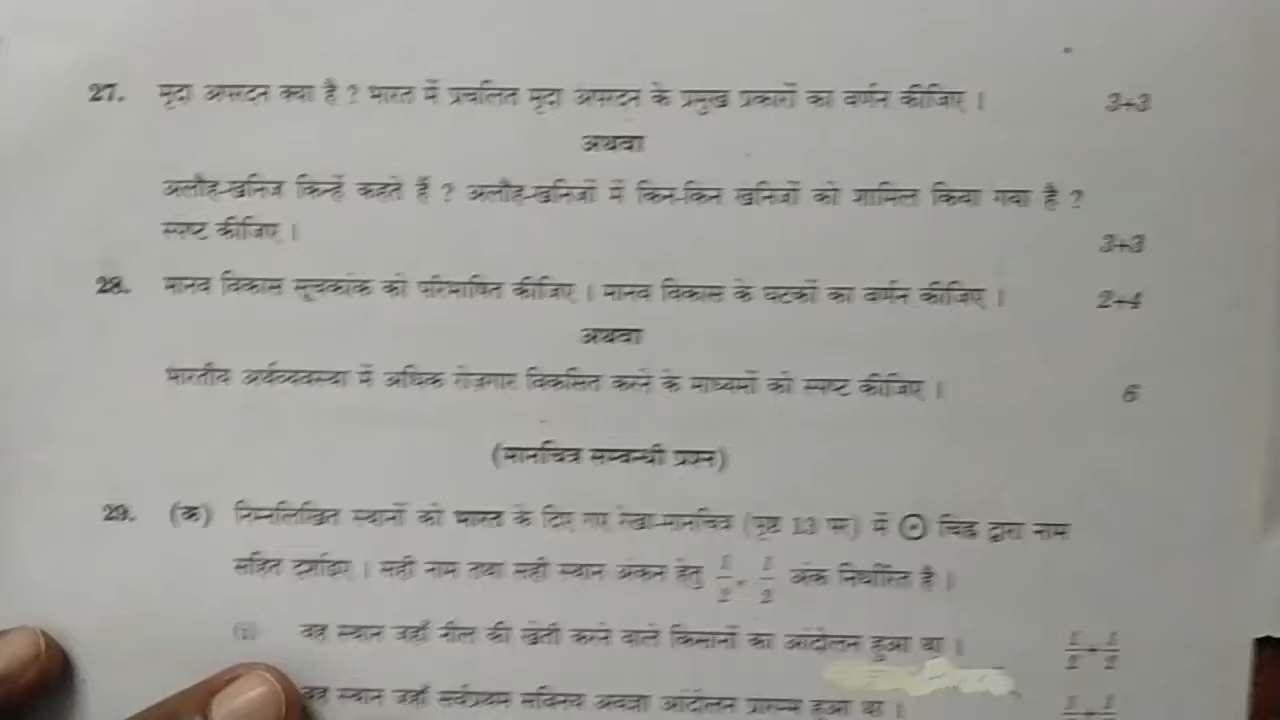 27. मृदा अपरदन क्या है ? भारत में प्रचलित मृदा अपरदन के प्रमुख प्रकारों का वर्णन कीजिए । 3+3
अथवा
अलौह-खनिज किन्हें कहते हैं ? अलौह-खनिजों में किन-किन खनिजों को शामिल किया गया है ?
स्पष्ट कीजिए । 3+3
28. मानव विकास सूचकांक को परिभाषित कीजिए । मानव विकास के घटकों का वर्णन कीजिए । 2+4
अथवा
भारतीय अर्थव्यवस्था में अधिक रोज़गार विकसित करने के माध्यमों को स्पष्ट कीजिए । 6
(मानचित्र सम्बन्धी प्रश्न)
29. (क) निम्नलिखित स्थानों को भारत के दिए गए रेखा-मानचित्र (पृष्ठ 13 पर) में ⊙ चिह्न द्वारा नाम
सहित दर्शाइए । सही नाम तथा सही स्थान अंकन हेतु 1/2 + 1/2 अंक निर्धारित है ।
(i) वह स्थान जहाँ नील की खेती करने वाले किसानों का आंदोलन हुआ था । 1/2 + 1/2
वह स्थान जहाँ सर्वप्रथम सविनय अवज्ञा आंदोलन प्रारम्भ हुआ था ।